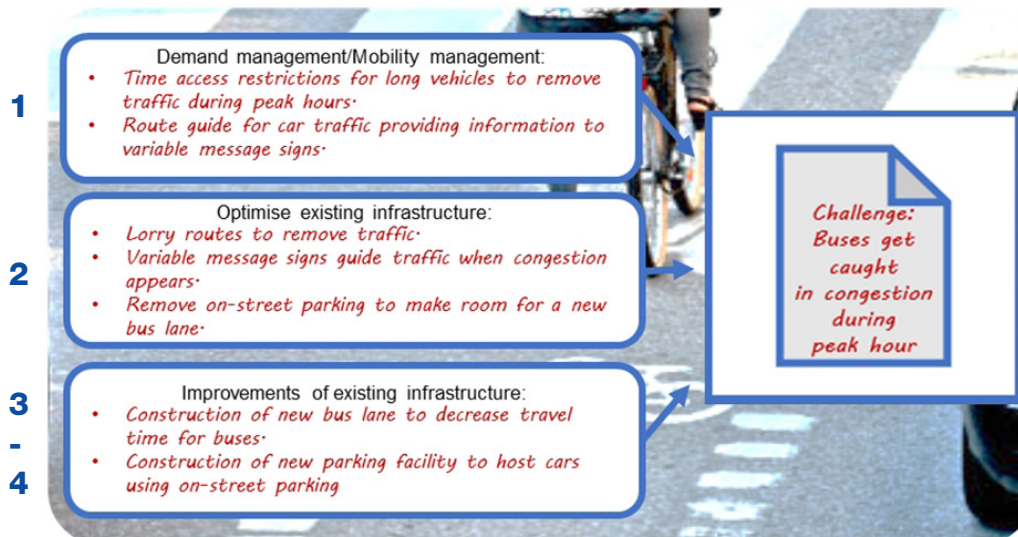 1
Demand management/Mobility management:
• Time access restrictions for long vehicles to remove
traffic during peak hours.
• Route guide for car traffic providing information to
variable message signs.
2
Optimise existing infrastructure:
• Lorry routes to remove traffic.
• Variable message signs guide traffic when congestion
appears.
• Remove on-street parking to make room for a new
bus lane.
3
-
4
Improvements of existing infrastructure:
• Construction of new bus lane to decrease travel
time for buses.
• Construction of new parking facility to host cars
using on-street parking
Challenge:
Buses get
caught
in congestion
during
peak hour